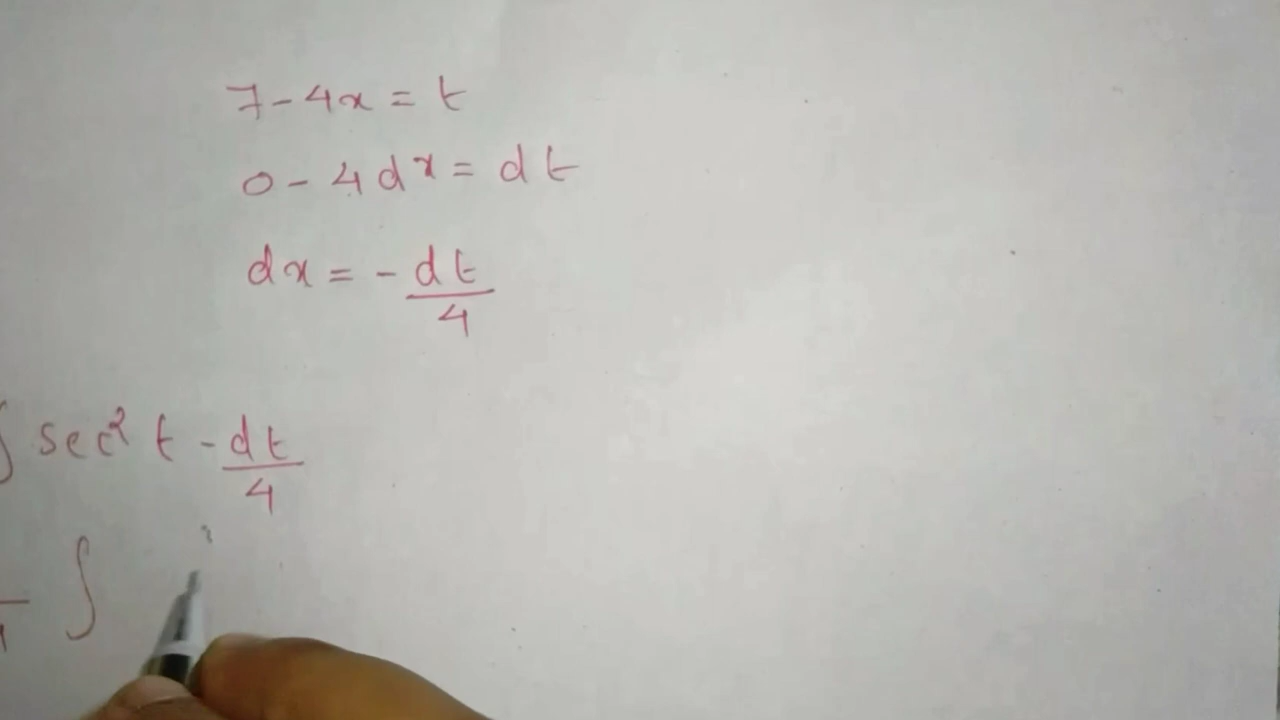 7 - 4x = t
0 - 4dx = dt
dx = - dt/4
∫ sec² t - dt/4
∫